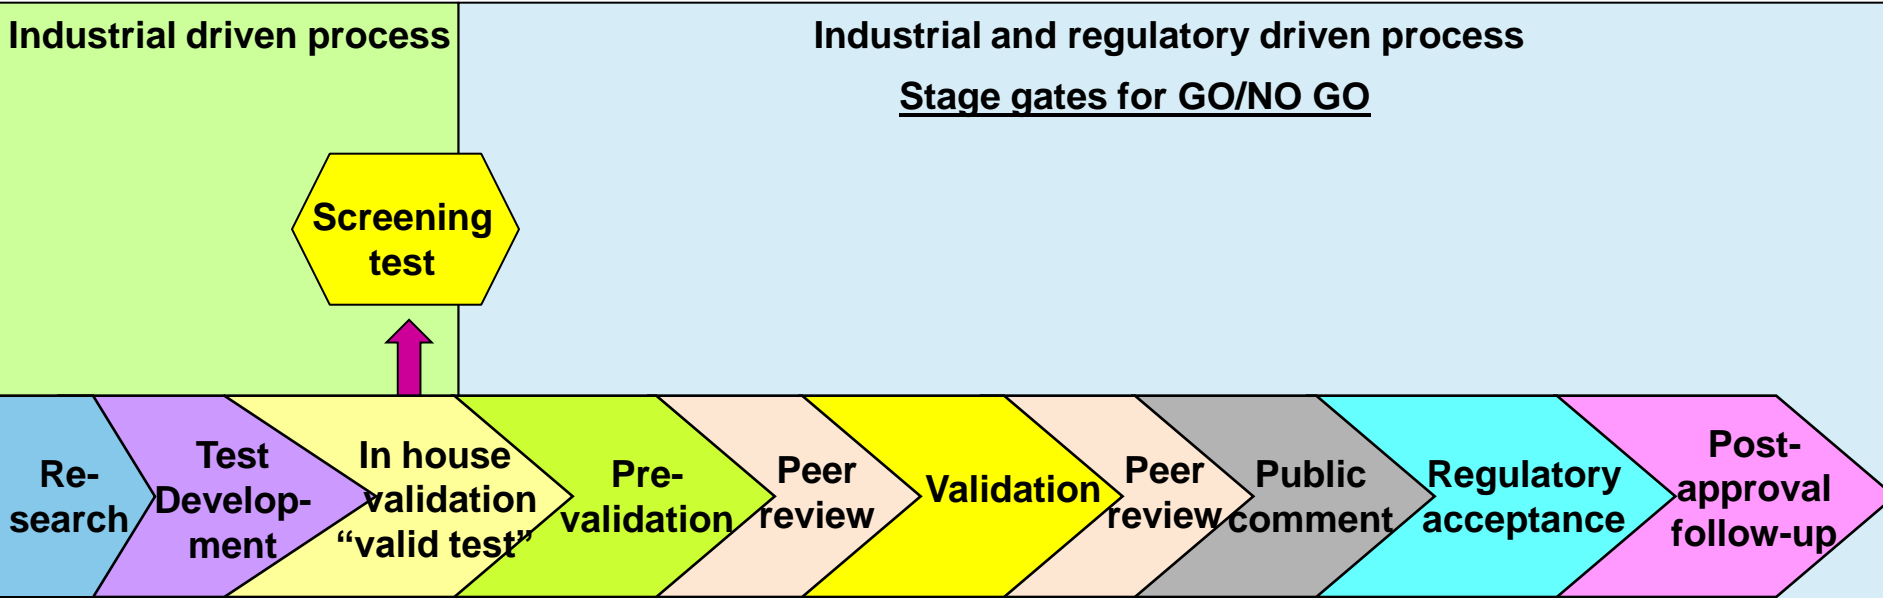 Industrial driven process
Industrial and regulatory driven process
Stage gates for GO/NO GO
Screening
test
Re-
search
Test
Develop-
ment
In house
validation
“valid test”
Pre-
validation
Peer
review
Validation
Peer
review
Public
comment
Regulatory
acceptance
Post-
approval
follow-up